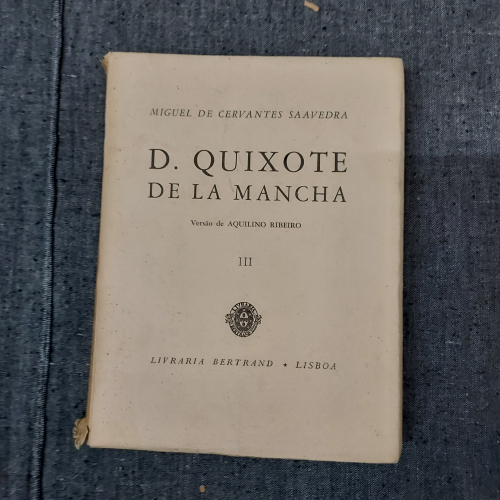 MIGUEL DE CERVANTES SAAVEDRA
D. QUIXOTE
DE LA MANCHA
Versão de AQUILINO RIBEIRO
III
LIVRARIA BERTRAND ★ LISBOA